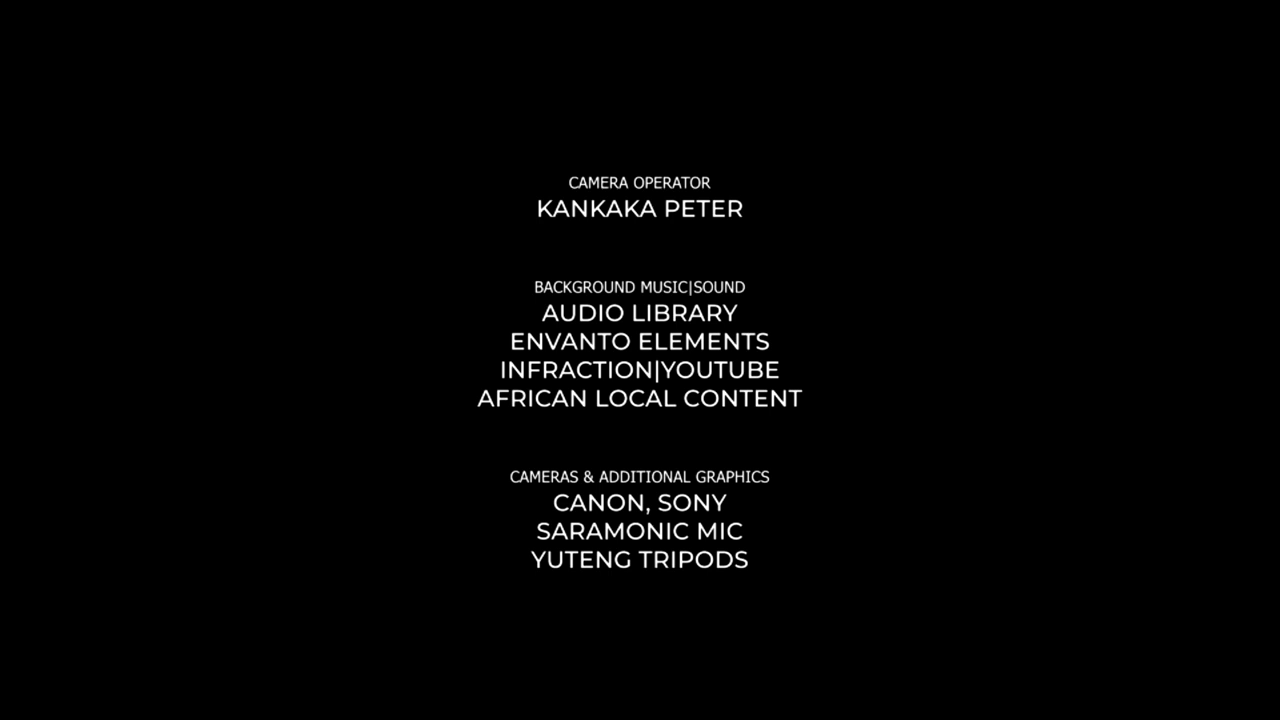 CAMERA OPERATOR
KANKAKA PETER
BACKGROUND MUSIC|SOUND
AUDIO LIBRARY
ENVANTO ELEMENTS
INFRACTION|YOUTUBE
AFRICAN LOCAL CONTENT
CAMERAS & ADDITIONAL GRAPHICS
CANON, SONY
SARAMONIC MIC
YUTENG TRIPODS